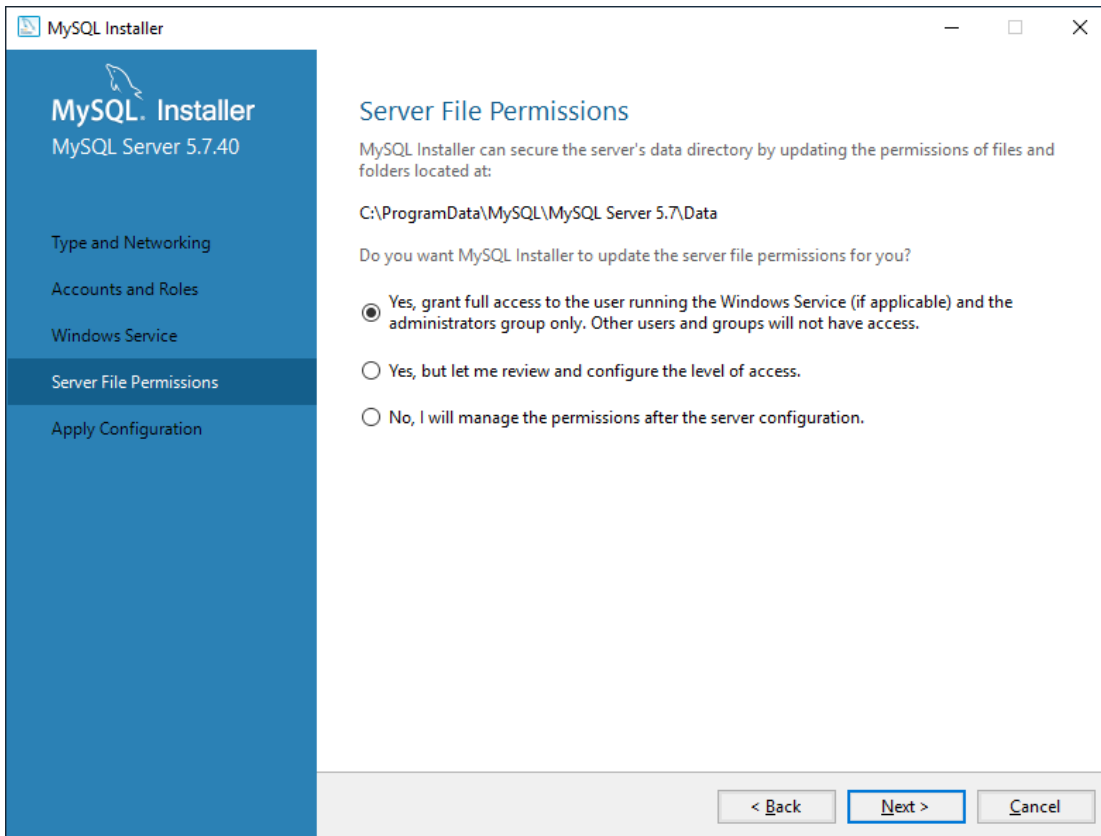 MySQL Installer
MySQL. Installer
MySQL Server 5.7.40
Type and Networking
Accounts and Roles
Windows Service
Server File Permissions
Apply Configuration
Server File Permissions
MySQL Installer can secure the server's data directory by updating the permissions of files and
folders located at:
C:\ProgramData\MySQL\MySQL Server 5.7\Data
Do you want MySQL Installer to update the server file permissions for you?
Yes, grant full access to the user running the Windows Service (if applicable) and the
administrators group only. Other users and groups will not have access.
Yes, but let me review and configure the level of access.
No, I will manage the permissions after the server configuration.
< Back
Next >
Cancel